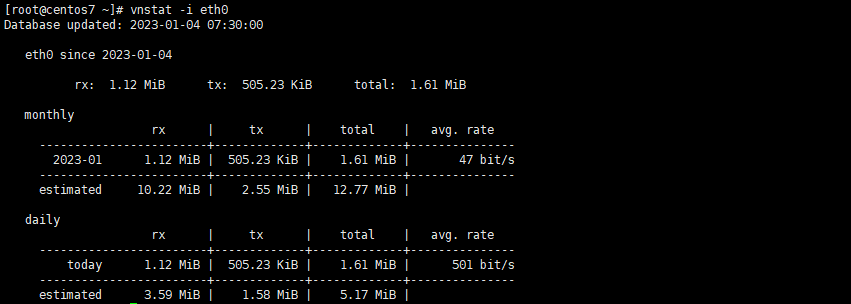 [root@centos7 ~]# vnstat -i eth0
Database updated: 2023-01-04 07:30:00
eth0 since 2023-01-04
rx:  1.12 MiB      tx:  505.23 KiB      total:  1.61 MiB
monthly
rx      |     tx      |    total    |   avg. rate
------------------------+-------------+-------------+---------------
2023-01      1.12 MiB |  505.23 KiB |    1.61 MiB |       47 bit/s
------------------------+-------------+-------------+---------------
estimated     10.22 MiB |    2.55 MiB |   12.77 MiB |
daily
rx      |     tx      |    total    |   avg. rate
------------------------+-------------+-------------+---------------
today      1.12 MiB |  505.23 KiB |    1.61 MiB |      501 bit/s
------------------------+-------------+-------------+---------------
estimated      3.59 MiB |    1.58 MiB |    5.17 MiB |